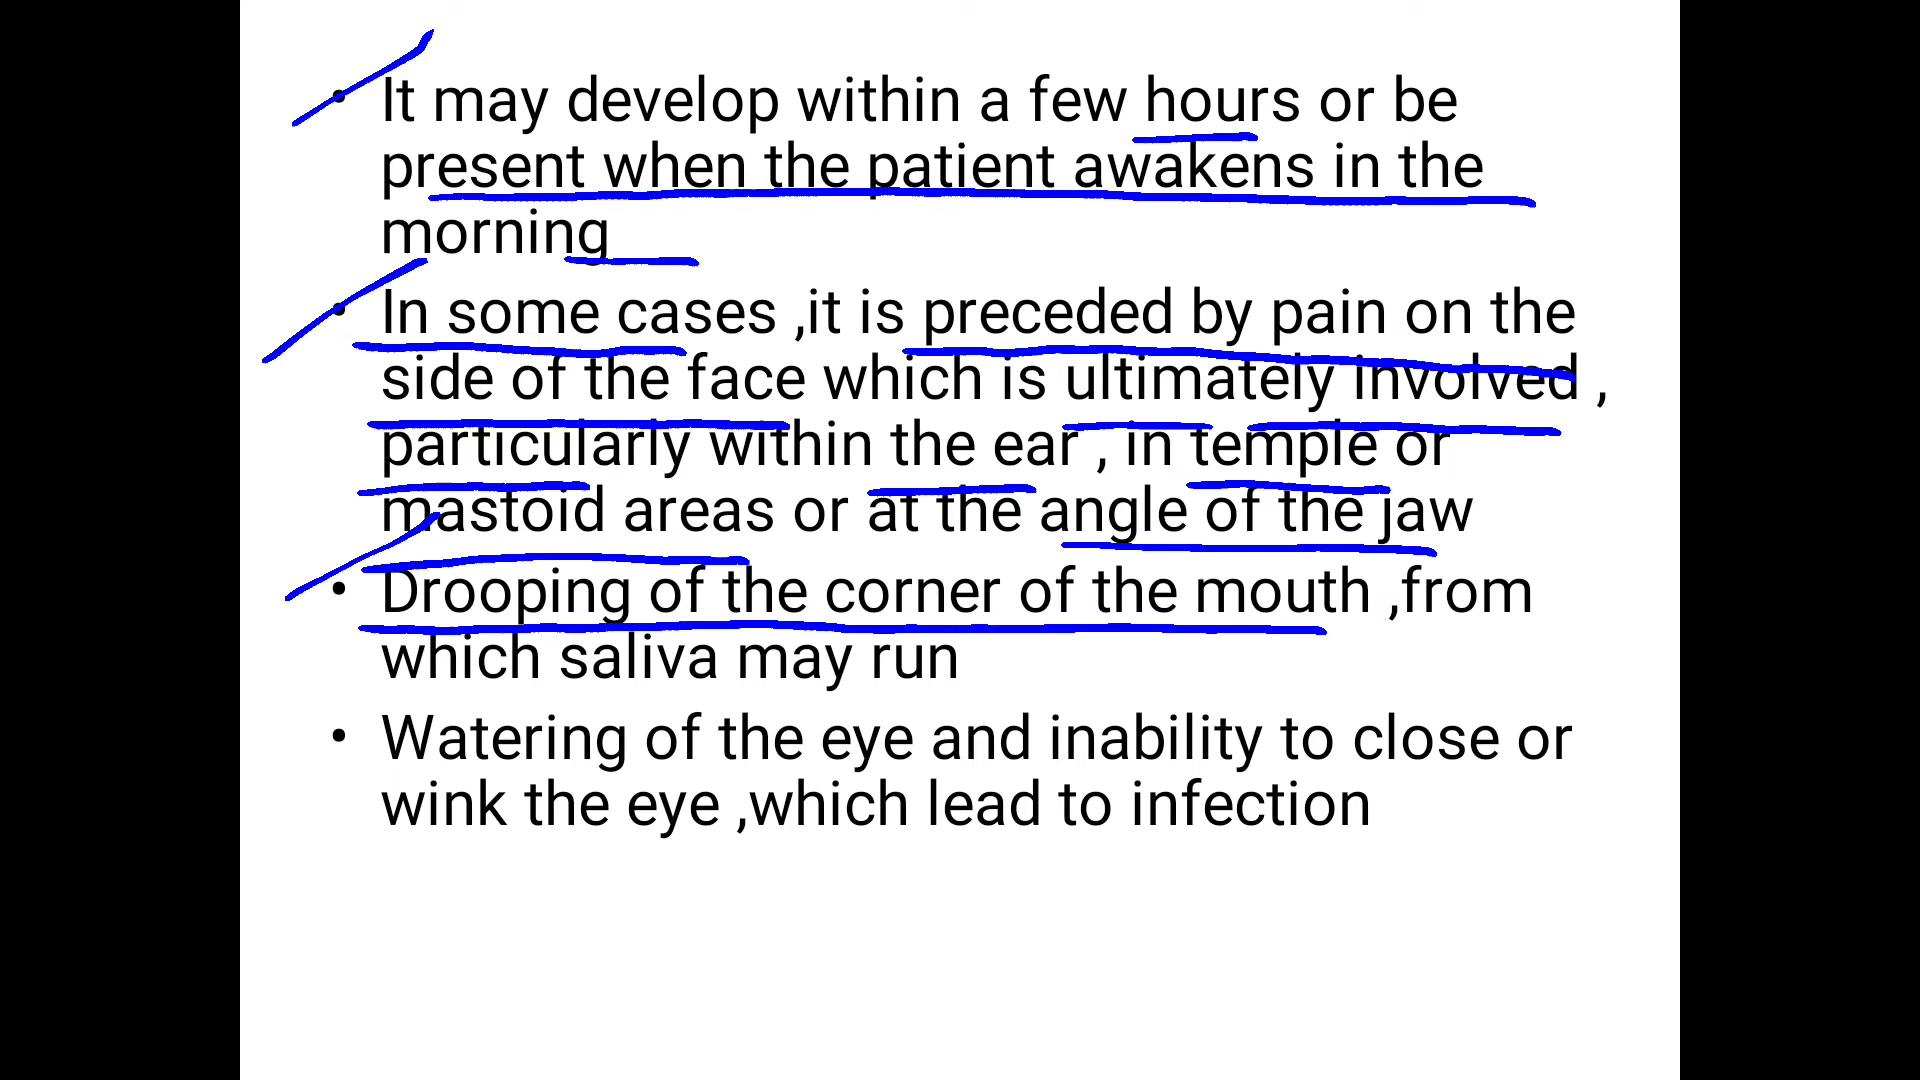 • It may develop within a few hours or be
present when the patient awakens in the
morning
• In some cases ,it is preceded by pain on the
side of the face which is ultimately involved ,
particularly within the ear , in temple or
mastoid areas or at the angle of the jaw
• Drooping of the corner of the mouth ,from
which saliva may run
• Watering of the eye and inability to close or
wink the eye ,which lead to infection